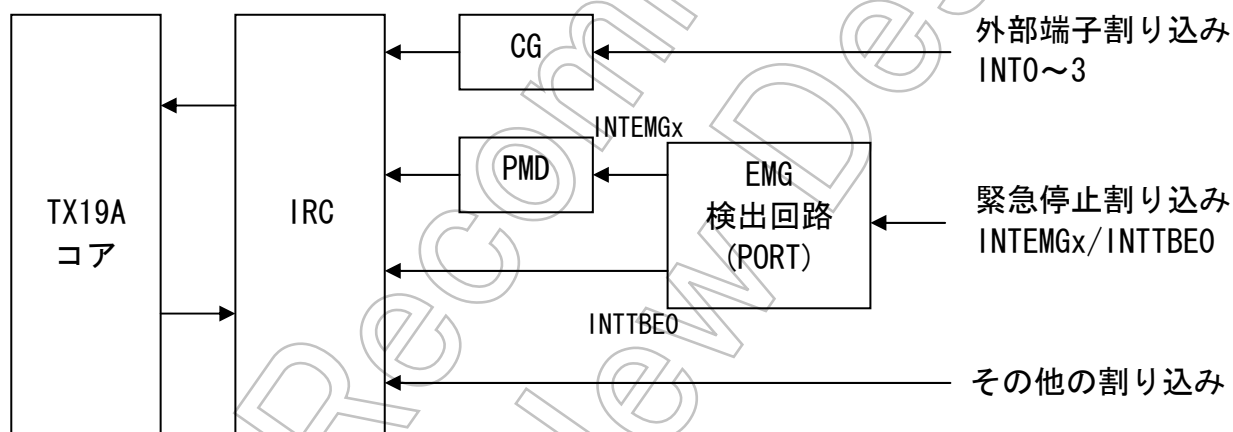 TX19A
コア
IRC
CG
PMD
INTEMGx
EMG
検出回路
(PORT)
INTTBE0
外部端子割り込み
INT0～3
緊急停止割り込み
INTEMGx/INTTBE0
その他の割り込み